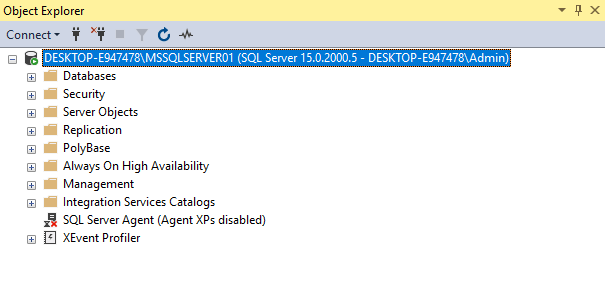 Object Explorer
Connect
DESKTOP-E947478\MSSQLSERVER01 (SQL Server 15.0.2000.5 - DESKTOP-E947478\Admin)
Databases
Security
Server Objects
Replication
PolyBase
Always On High Availability
Management
Integration Services Catalogs
SQL Server Agent (Agent XPs disabled)
XEvent Profiler